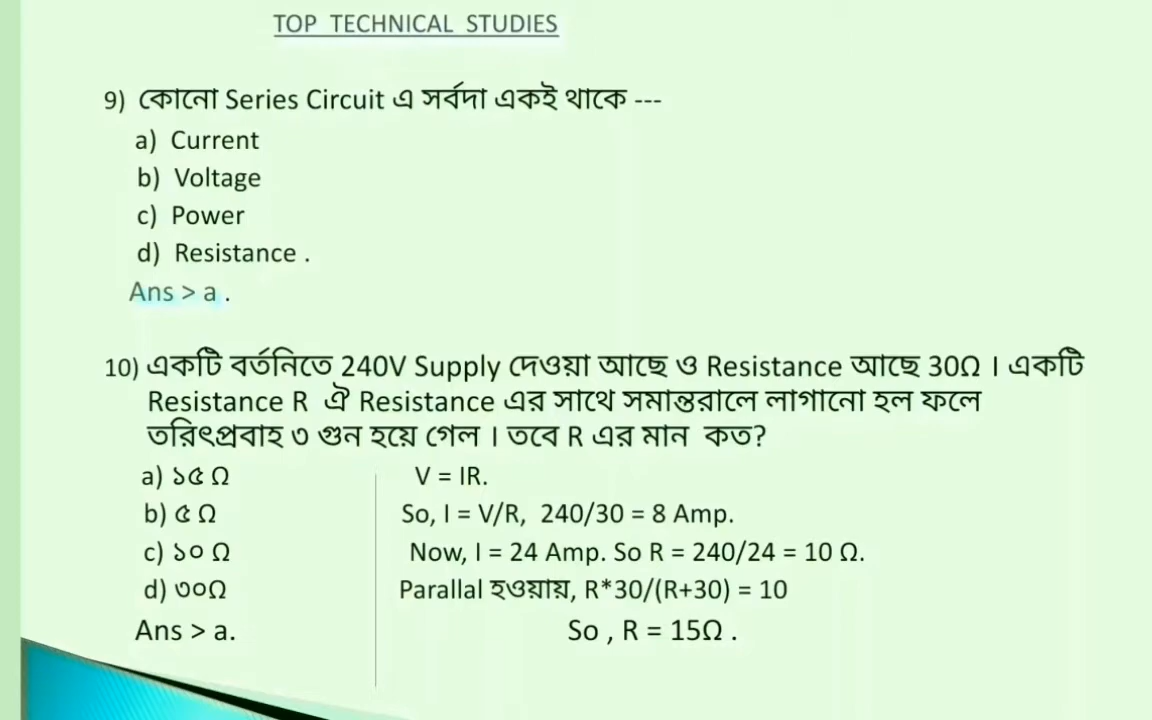 TOP TECHNICAL STUDIES
9) কোনো Series Circuit এ সর্বদা একই থাকে ---
a) Current
b) Voltage
c) Power
d) Resistance .
Ans > a .
10) একটি বর্তনিতে 240V Supply দেওয়া আছে ও Resistance আছে 30Ω । একটি
Resistance R ঐ Resistance এর সাথে সমান্তরালে লাগানো হল ফলে
তরিৎপ্রবাহ ৩ গুন হয়ে গেল । তবে R এর মান কত?
a) ১৫ Ω
b) ৫ Ω
c) ১০ Ω
d) ৩০Ω
Ans > a.
V = IR.
So, I = V/R, 240/30 = 8 Amp.
Now, I = 24 Amp. So R = 240/24 = 10 Ω.
Parallal হওয়ায়, R*30/(R+30) = 10
So , R = 15Ω .